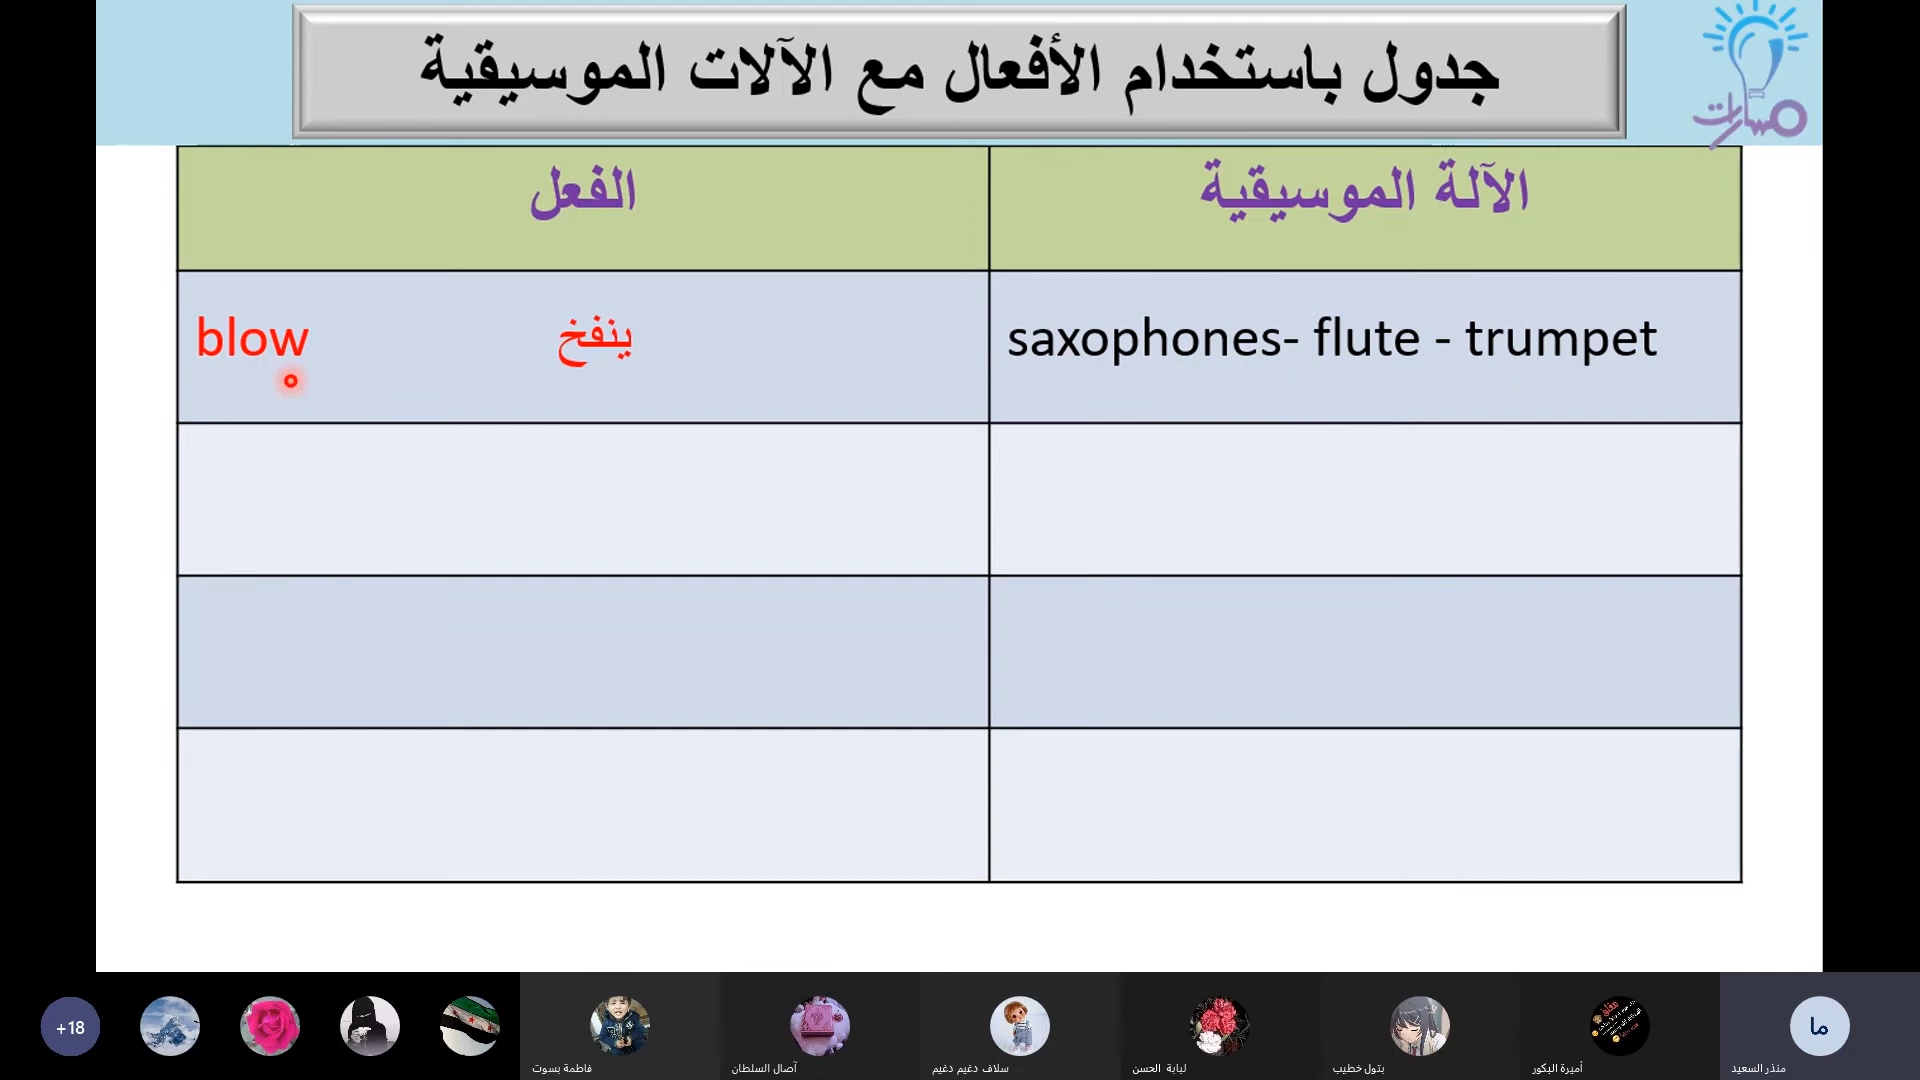 جدول باستخدام الأفعال مع الآلات الموسيقية
مسارات
الآلة الموسيقية
الفعل
saxophones- flute - trumpet
blow ينفخ
+18
فاطمة بسوت
آصال السلطان
سلاف دغيم دغيم
لبابة الحسن
بتول خطيب
أميرة البكور
ما
منذر السعيد